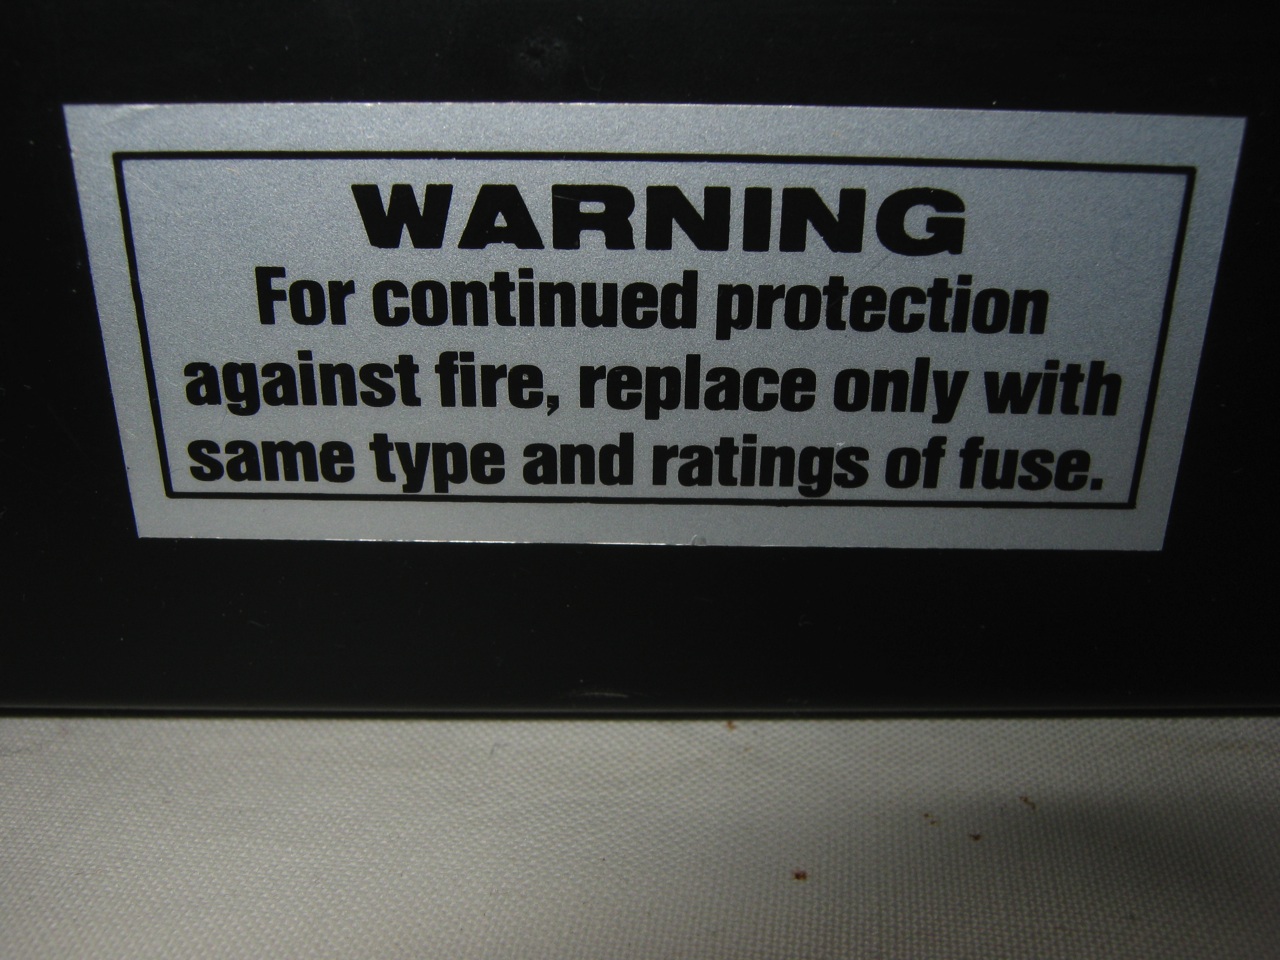 WARNING
For continued protection
against fire, replace only with
same type and ratings of fuse.